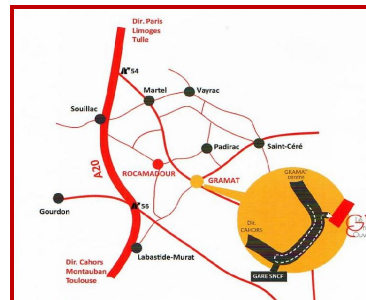 Dir. Paris
Limoges
Tulle
N° 54
Martel
Vayrac
Souillac
A20
Padirac
Saint-Céré
ROCAMADOUR
GRAMAT
GRAMAT
centre
Gourdon
N° 55
Dir.
CAHORS
Labastide-Murat
Dir. Cahors
Montauban
Toulouse
GARE SNCF